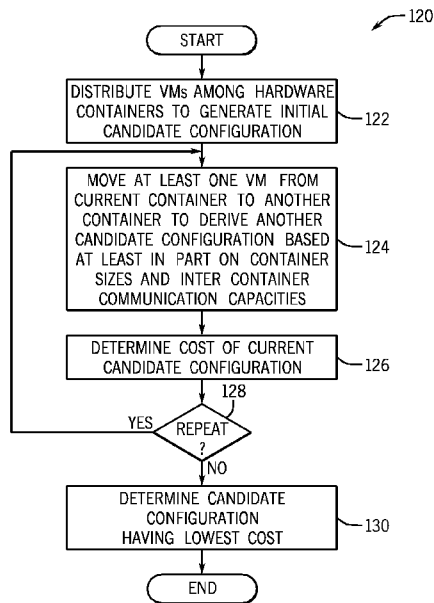 120
START
DISTRIBUTE VMs AMONG HARDWARE
CONTAINERS TO GENERATE INITIAL
CANDIDATE CONFIGURATION
122
MOVE AT LEAST ONE VM FROM
CURRENT CONTAINER TO ANOTHER
CONTAINER TO DERIVE ANOTHER
CANDIDATE CONFIGURATION BASED
AT LEAST IN PART ON CONTAINER
SIZES AND INTER CONTAINER
COMMUNICATION CAPACITIES
124
DETERMINE COST OF CURRENT
CANDIDATE CONFIGURATION
126
128
YES
REPEAT
?
NO
DETERMINE CANDIDATE
CONFIGURATION
HAVING LOWEST COST
130
END